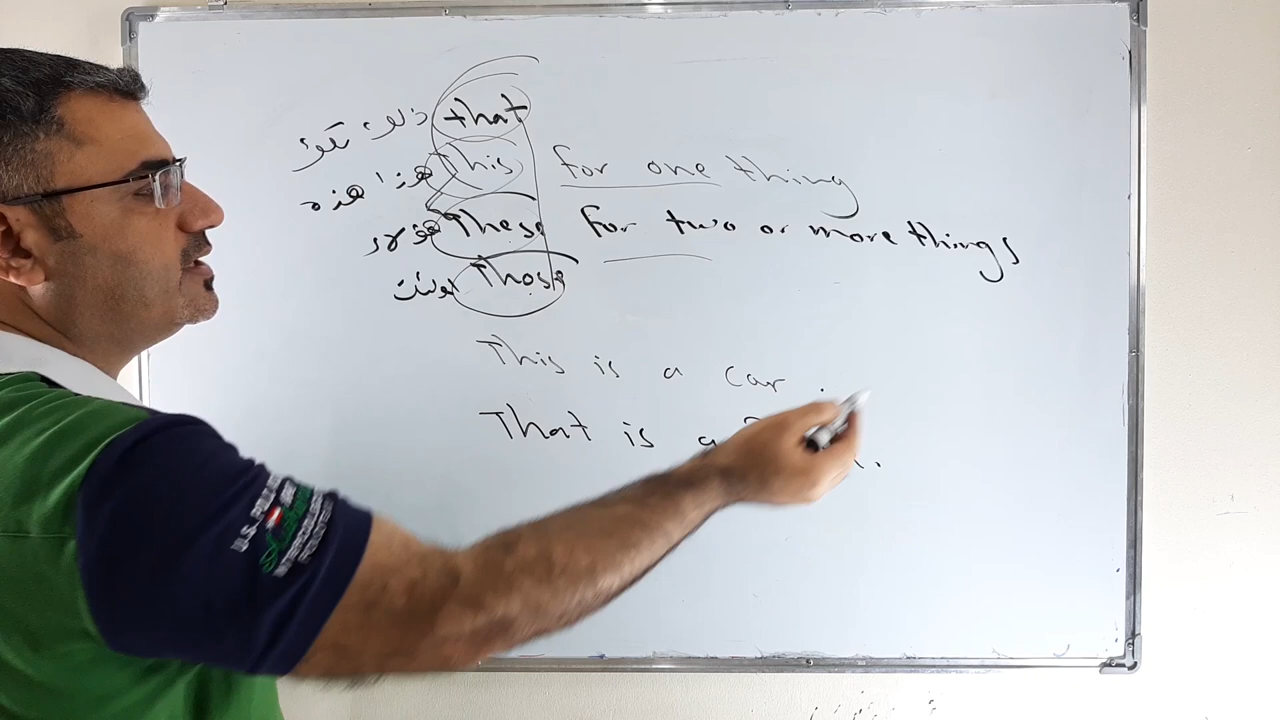 that ذلك، تلك
This هذا هذه for one thing
These هؤلاء for two or more things
Those اولئك
This is a car .
That is a
U.S. POLO